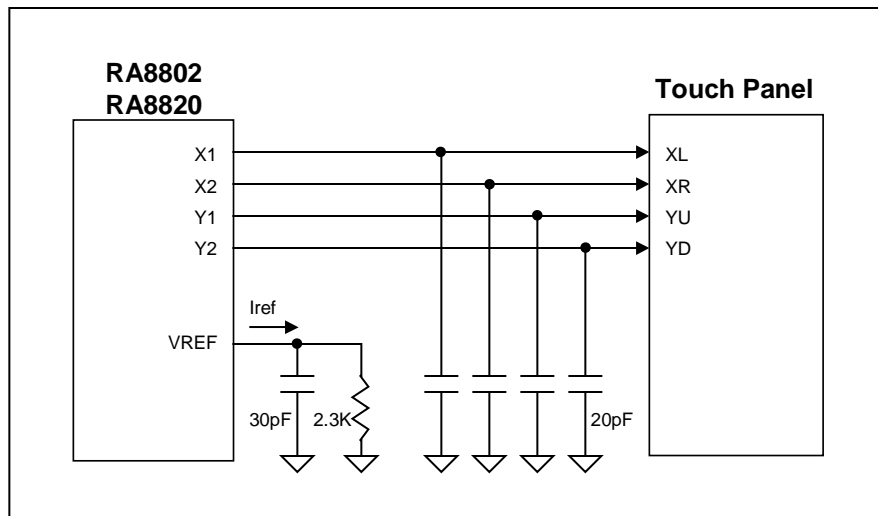 RA8802
RA8820
Touch Panel
X1
XL
X2
XR
Y1
YU
Y2
YD
Iref
VREF
30pF
2.3K
20pF